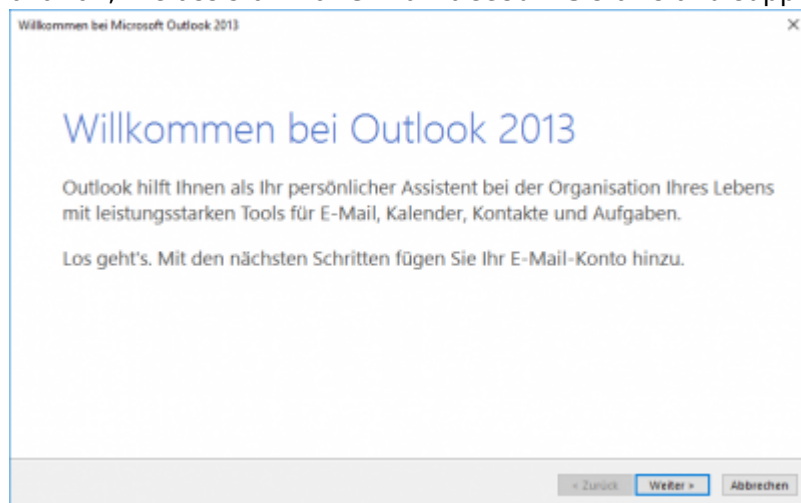 Willkommen bei Microsoft Outlook 2013
Willkommen bei Outlook 2013
Outlook hilft Ihnen als Ihr persönlicher Assistent bei der Organisation Ihres Lebens
mit leistungsstarken Tools für E-Mail, Kalender, Kontakte und Aufgaben.
Los geht's. Mit den nächsten Schritten fügen Sie Ihr E-Mail-Konto hinzu.
< Zurück Weiter > Abbrechen